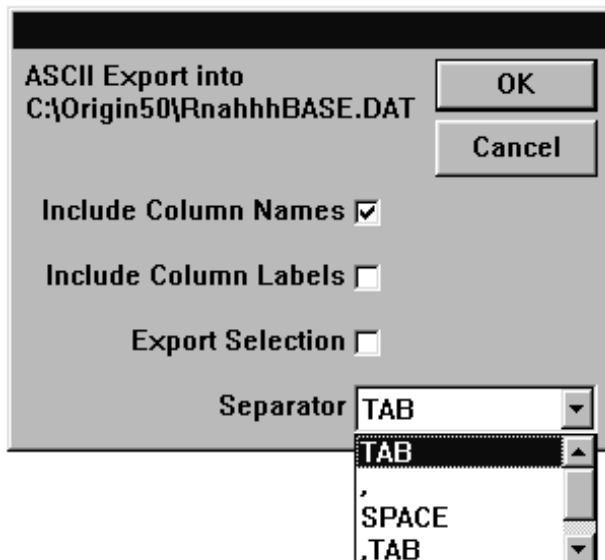 ASCII Export into
C:\Origin50\RnahhhBASE.DAT
OK
Cancel
Include Column Names
Include Column Labels
Export Selection
Separator TAB
TAB
,
SPACE
,TAB